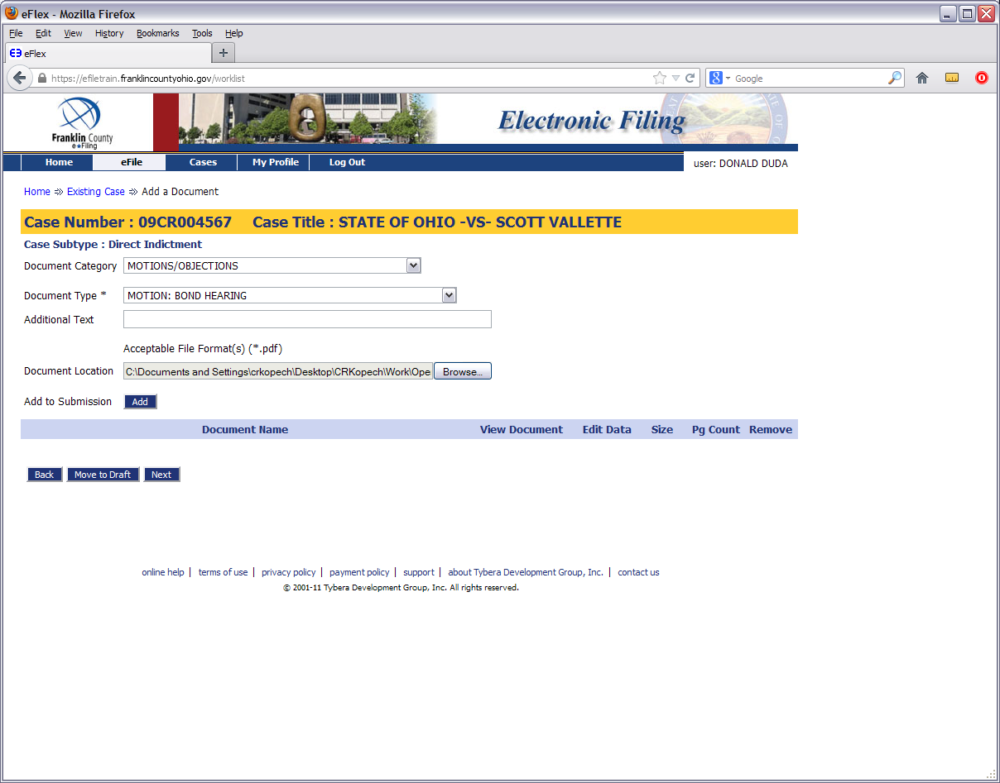 eFlex - Mozilla Firefox
File Edit View History Bookmarks Tools Help
eFlex
https://efiletrain.franklincountyohio.gov/worklist
Google
Franklin County
e★Filing
Electronic Filing
Home eFile Cases My Profile Log Out
user: DONALD DUDA
Home ⇒ Existing Case ⇒ Add a Document
Case Number : 09CR004567 Case Title : STATE OF OHIO -VS- SCOTT VALLETTE
Case Subtype : Direct Indictment
Document Category MOTIONS/OBJECTIONS
Document Type * MOTION: BOND HEARING
Additional Text
Acceptable File Format(s) (*.pdf)
Document Location C:\Documents and Settings\crkopech\Desktop\CRKopech\Work\Ope Browse...
Add to Submission Add
Document Name View Document Edit Data Size Pg Count Remove
Back Move to Draft Next
online help | terms of use | privacy policy | payment policy | support | about Tybera Development Group, Inc. | contact us
© 2001-11 Tybera Development Group, Inc. All rights reserved.